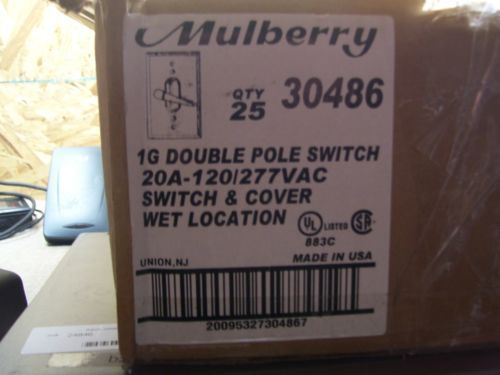 Mulberry
QTY
25
30486
1G DOUBLE POLE SWITCH
20A-120/277VAC
SWITCH & COVER
WET LOCATION
UL LISTED SA
883C
UNION, NJ
MADE IN USA
20095327304867